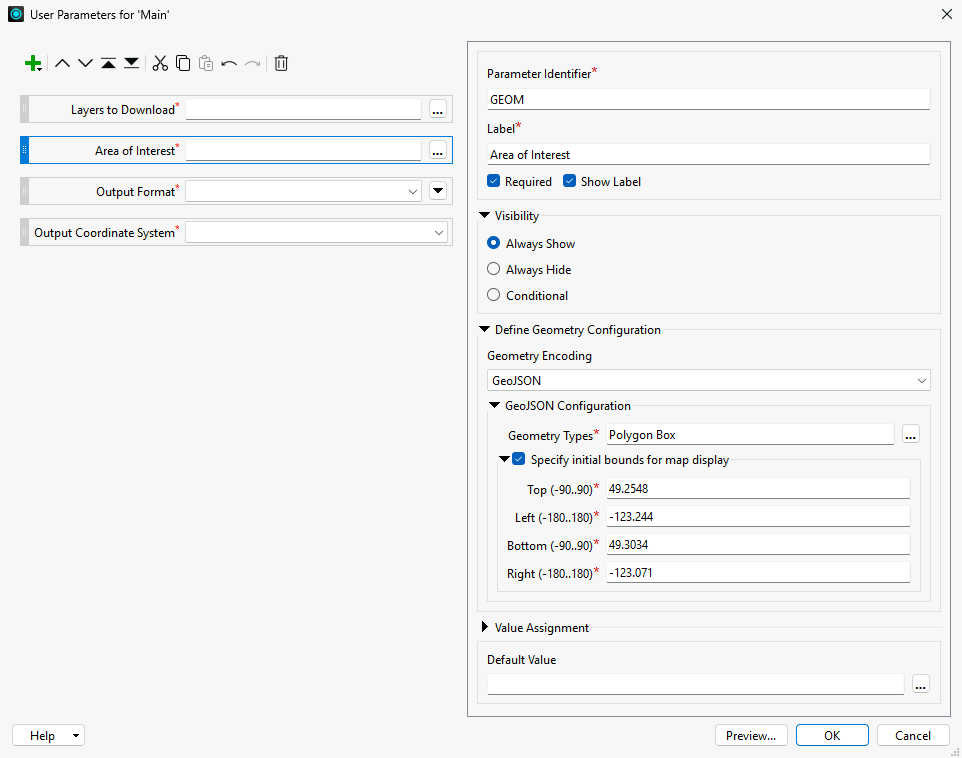 User Parameters for 'Main'
Layers to Download*
...
Area of Interest*
...
Output Format*
Output Coordinate System*
Parameter Identifier*
GEOM
Label*
Area of Interest
Required Show Label
Visibility
Always Show
Always Hide
Conditional
Define Geometry Configuration
Geometry Encoding
GeoJSON
GeoJSON Configuration
Geometry Types* Polygon Box ...
Specify initial bounds for map display
Top (-90..90)* 49.2548
Left (-180..180)* -123.244
Bottom (-90..90)* 49.3034
Right (-180..180)* -123.071
Value Assignment
Default Value
...
Help Preview... OK Cancel